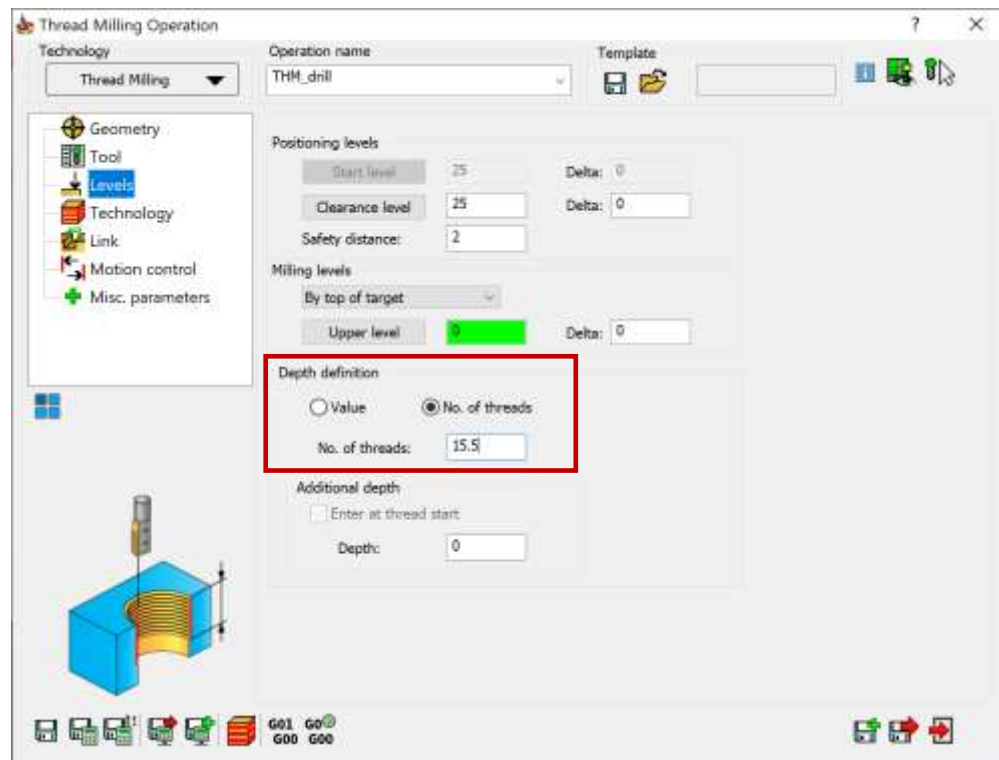 Thread Milling Operation ? ×
Technology Operation name Template
Thread Milling THM_drill
Geometry
Tool
Levels
Technology
Link
Motion control
Misc. parameters
Positioning levels
Start level 25 Delta: 0
Clearance level 25 Delta: 0
Safety distance: 2
Milling levels
By top of target
Upper level 0 Delta: 0
Depth definition
Value No. of threads
No. of threads: 15.5
Additional depth
Enter at thread start
Depth: 0
G01 G0
G00 G00